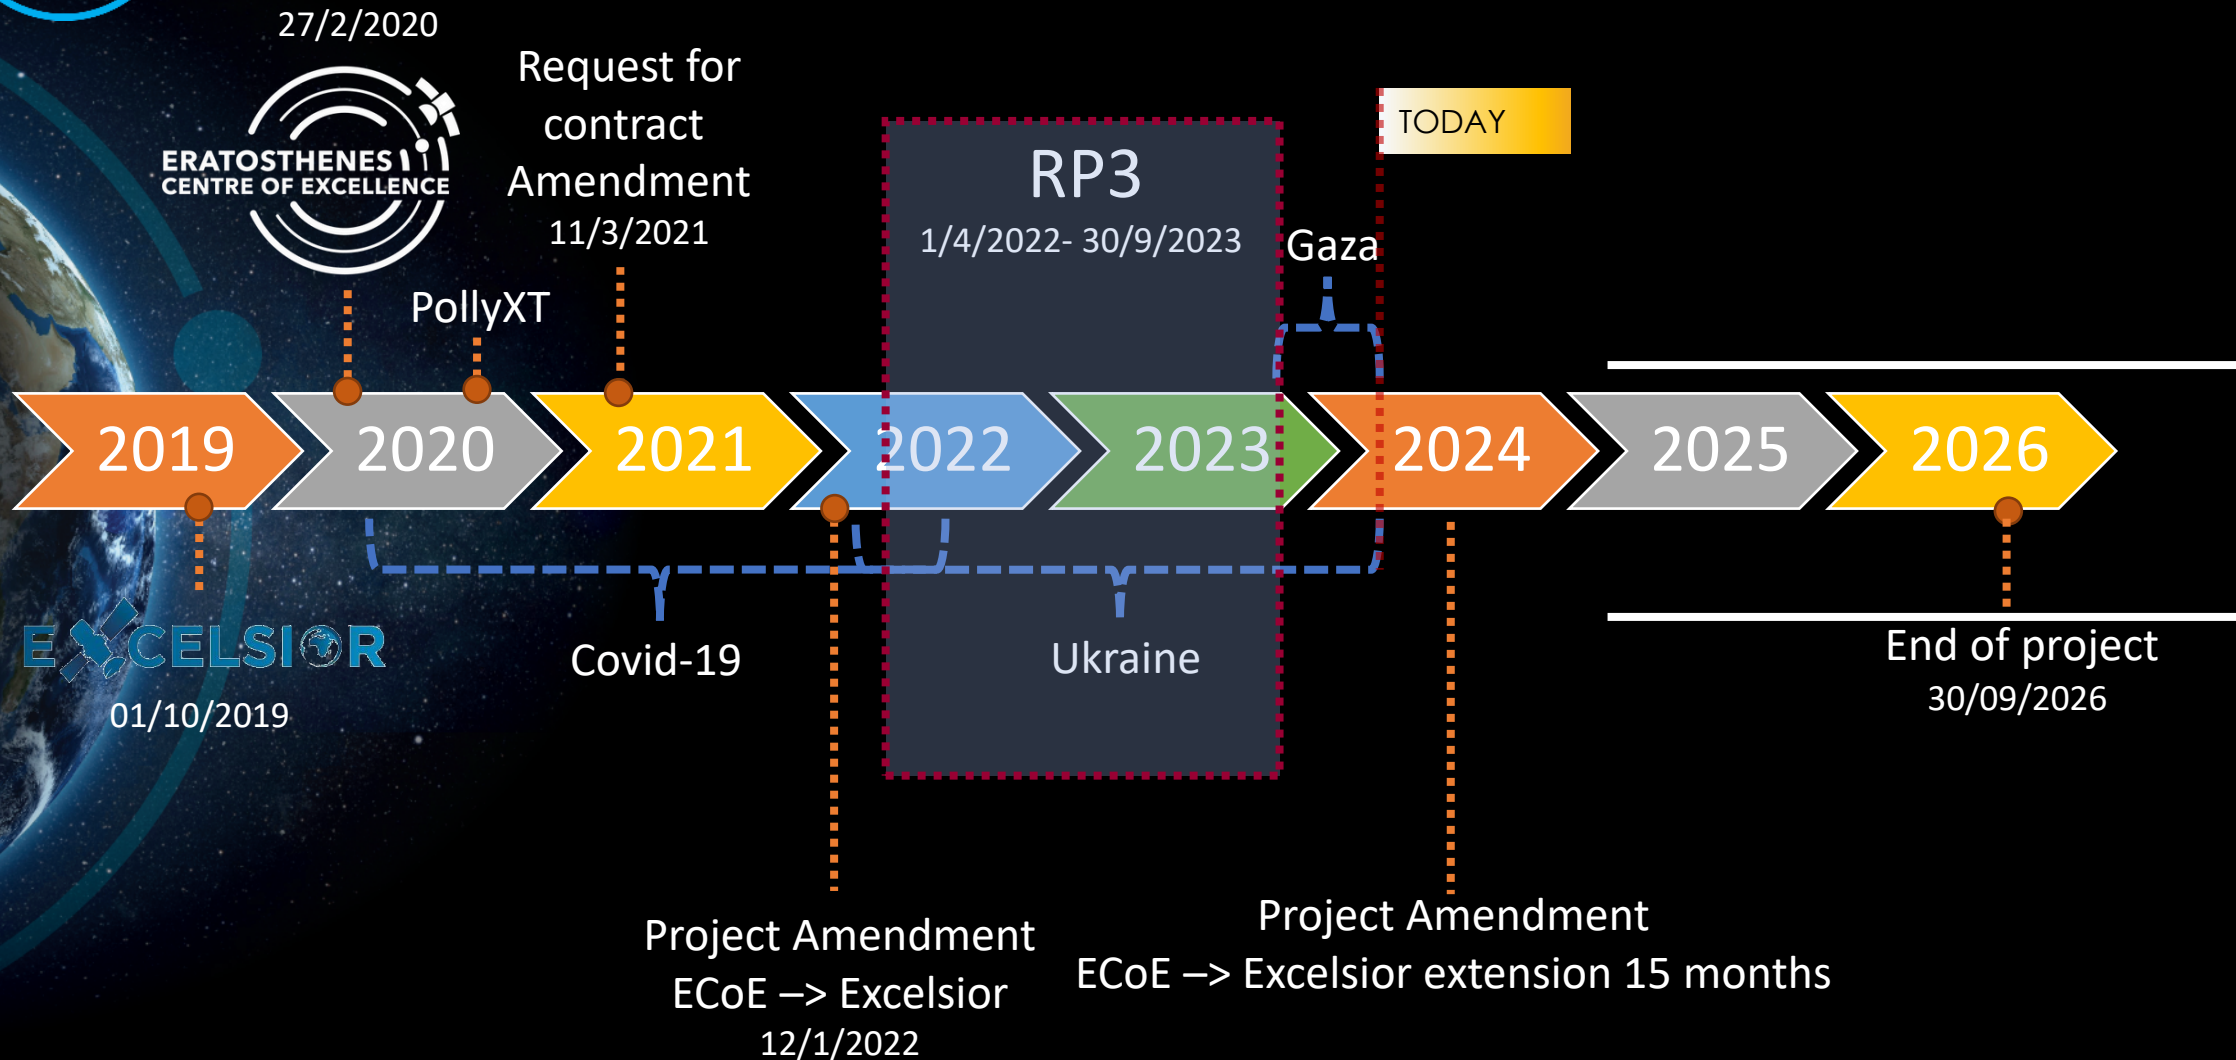 27/2/2020
ERATOSTHENES
CENTRE OF EXCELLENCE
PollyXT
Request for
contract
Amendment
11/3/2021
RP3
1/4/2022- 30/9/2023
Gaza
TODAY
2019
2020
2021
2022
2023
2024
2025
2026
EXCELSIOR
01/10/2019
Covid-19
Ukraine
End of project
30/09/2026
Project Amendment
ECoE –> Excelsior
12/1/2022
Project Amendment
ECoE –> Excelsior extension 15 months